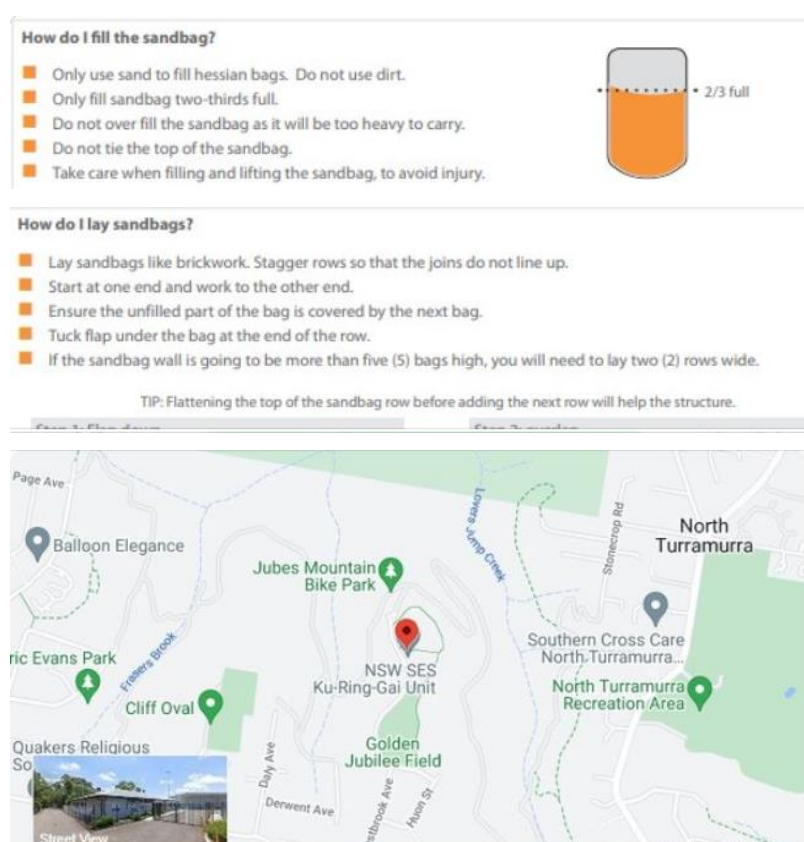 How do I fill the sandbag?
Only use sand to fill hessian bags. Do not use dirt.
Only fill sandbag two-thirds full.
Do not over fill the sandbag as it will be too heavy to carry.
Do not tie the top of the sandbag.
Take care when filling and lifting the sandbag, to avoid injury.
2/3 full
How do I lay sandbags?
Lay sandbags like brickwork. Stagger rows so that the joins do not line up.
Start at one end and work to the other end.
Ensure the unfilled part of the bag is covered by the next bag.
Tuck flap under the bag at the end of the row.
If the sandbag wall is going to be more than five (5) bags high, you will need to lay two (2) rows wide.
TIP: Flattening the top of the sandbag row before adding the next row will help the structure.
Page Ave
Balloon Elegance
Jubes Mountain
Bike Park
Lovers Jump Creek
Stonecrop Rd
North
Turramurra
ric Evans Park
Frasers Brook
Cliff Oval
NSW SES
Ku-Ring-Gai Unit
Southern Cross Care
North Turramurra...
North Turramurra
Recreation Area
Quakers Religious
So
Golden
Jubilee Field
Daly Ave
Derwent Ave
stbrook Ave
Huon St
Street View